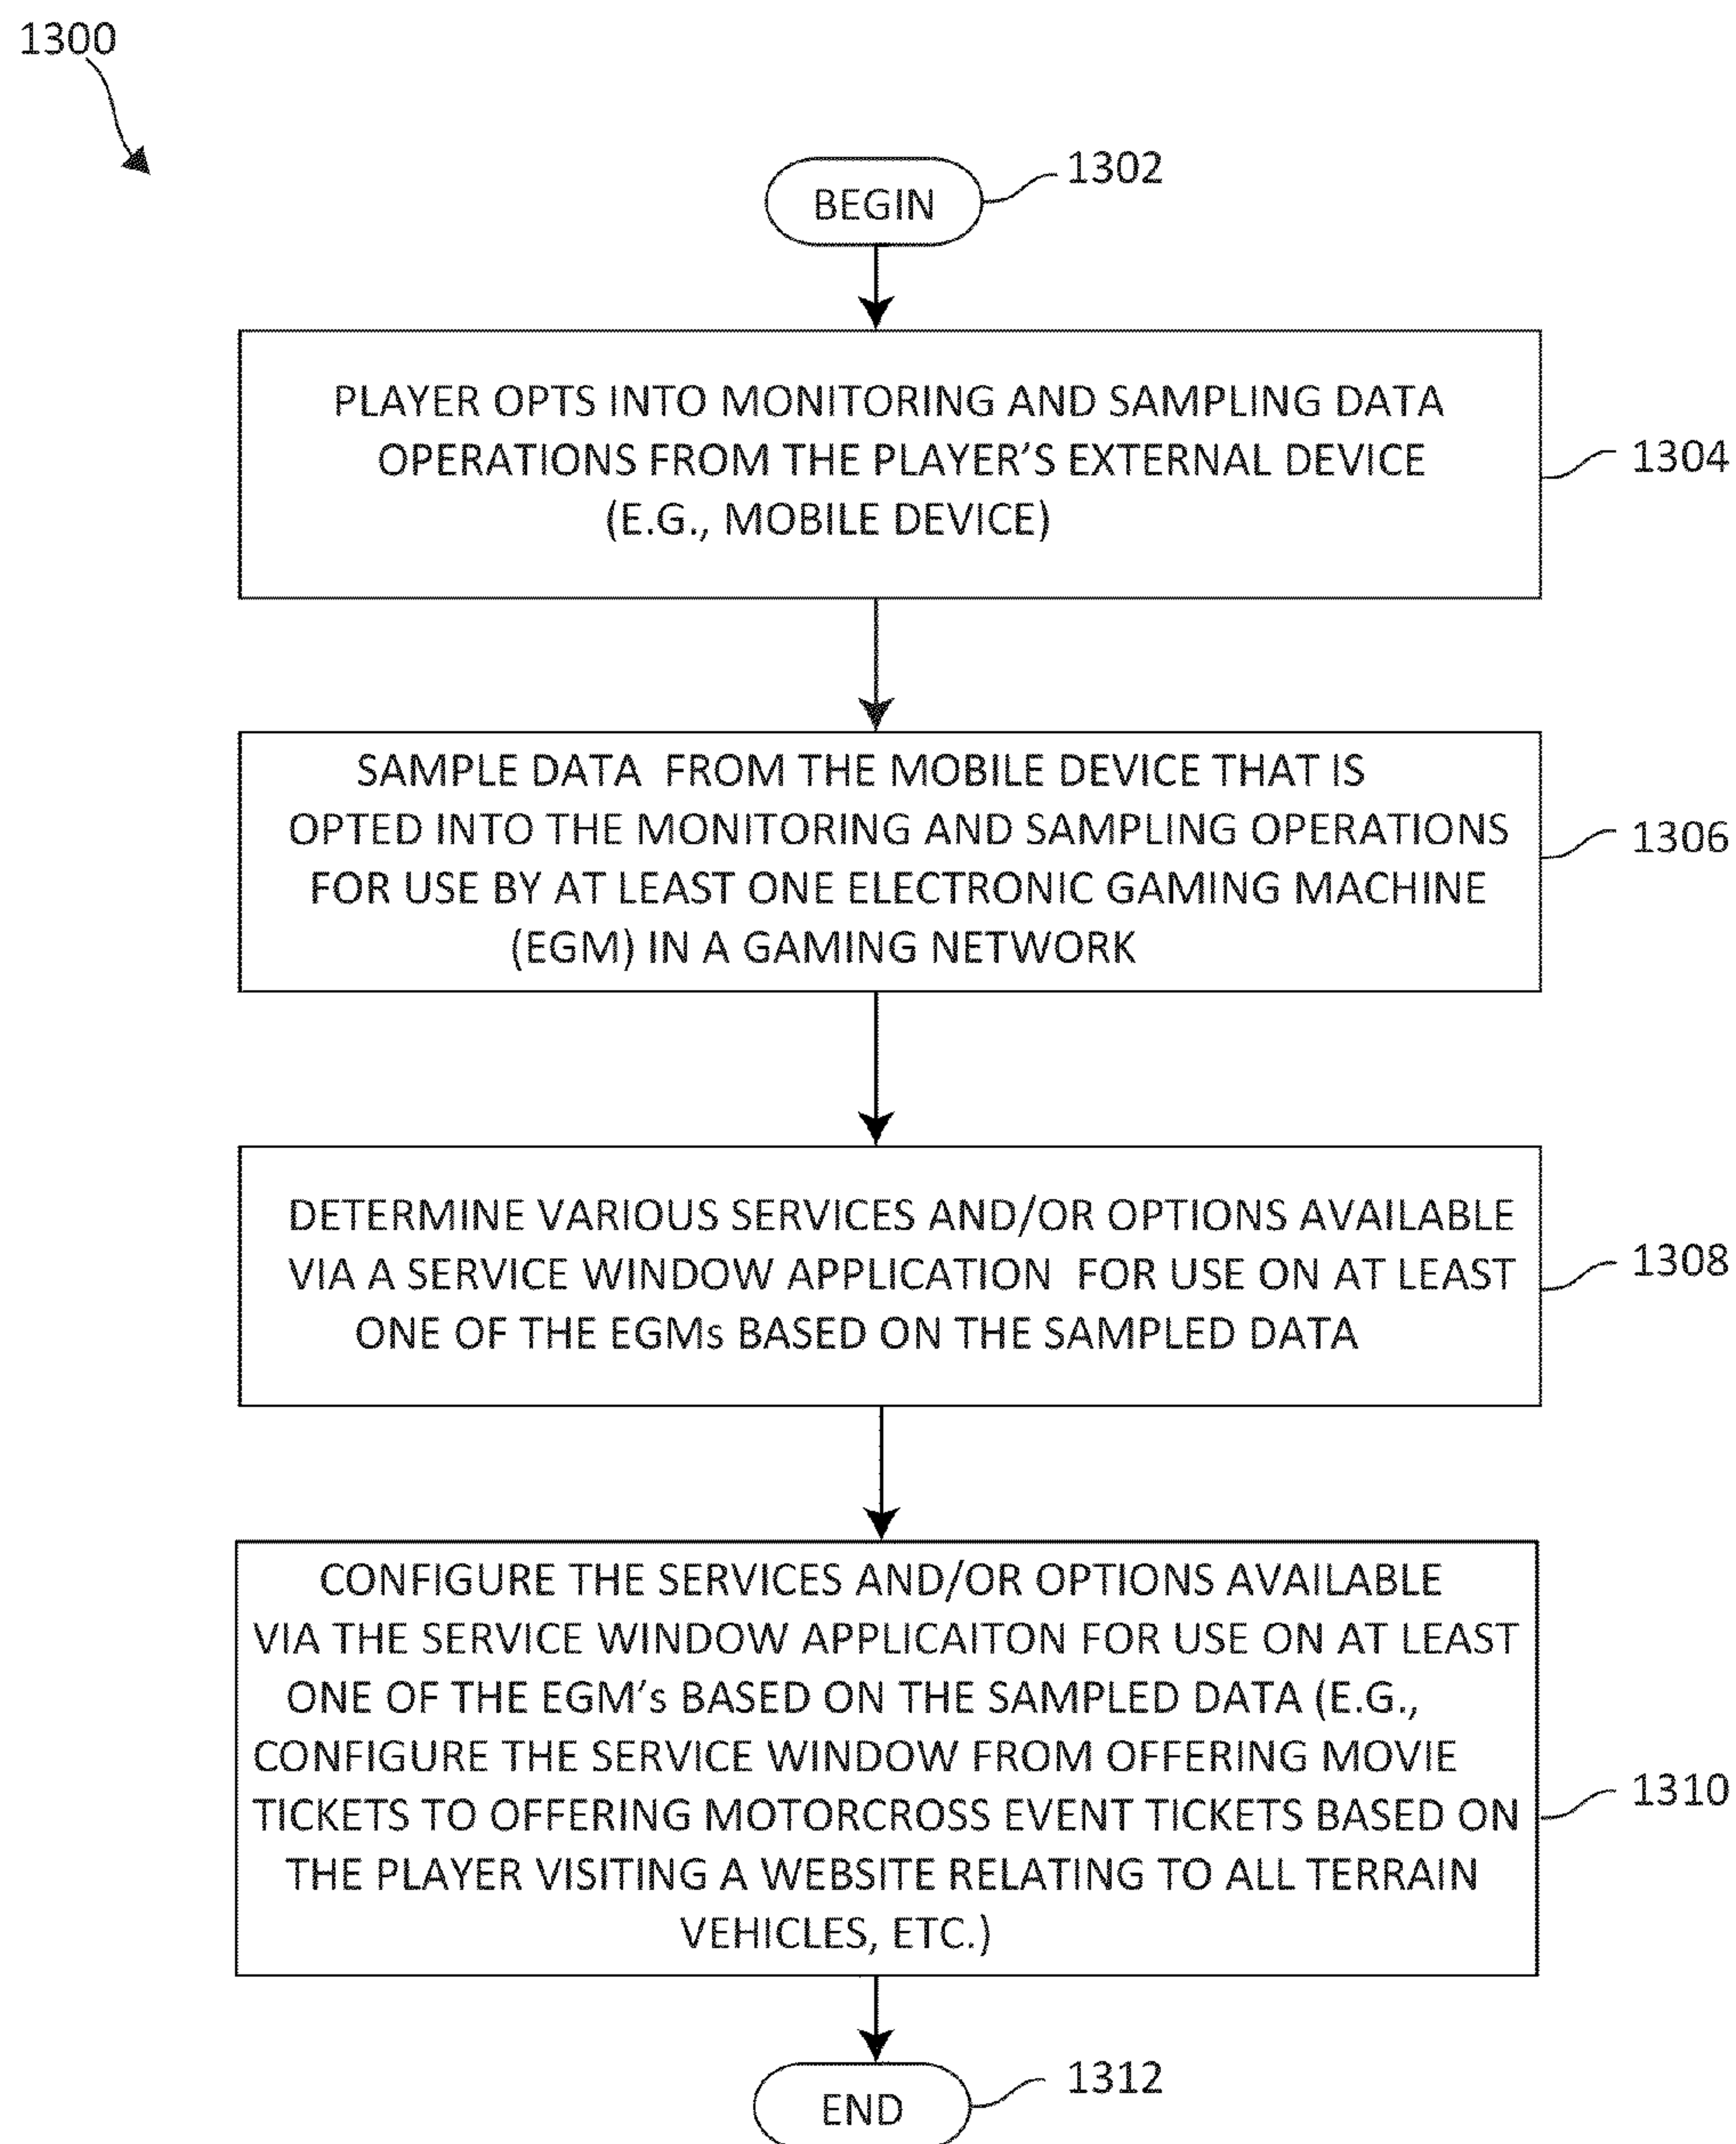 1300
BEGIN
1302
PLAYER OPTS INTO MONITORING AND SAMPLING DATA
OPERATIONS FROM THE PLAYER’S EXTERNAL DEVICE
(E.G., MOBILE DEVICE)
1304
SAMPLE DATA FROM THE MOBILE DEVICE THAT IS
OPTED INTO THE MONITORING AND SAMPLING OPERATIONS
FOR USE BY AT LEAST ONE ELECTRONIC GAMING MACHINE
(EGM) IN A GAMING NETWORK
1306
DETERMINE VARIOUS SERVICES AND/OR OPTIONS AVAILABLE
VIA A SERVICE WINDOW APPLICATION FOR USE ON AT LEAST
ONE OF THE EGMs BASED ON THE SAMPLED DATA
1308
CONFIGURE THE SERVICES AND/OR OPTIONS AVAILABLE
VIA THE SERVICE WINDOW APPLICAITON FOR USE ON AT LEAST
ONE OF THE EGM’s BASED ON THE SAMPLED DATA (E.G.,
CONFIGURE THE SERVICE WINDOW FROM OFFERING MOVIE
TICKETS TO OFFERING MOTORCROSS EVENT TICKETS BASED ON
THE PLAYER VISITING A WEBSITE RELATING TO ALL TERRAIN
VEHICLES, ETC.)
1310
END
1312